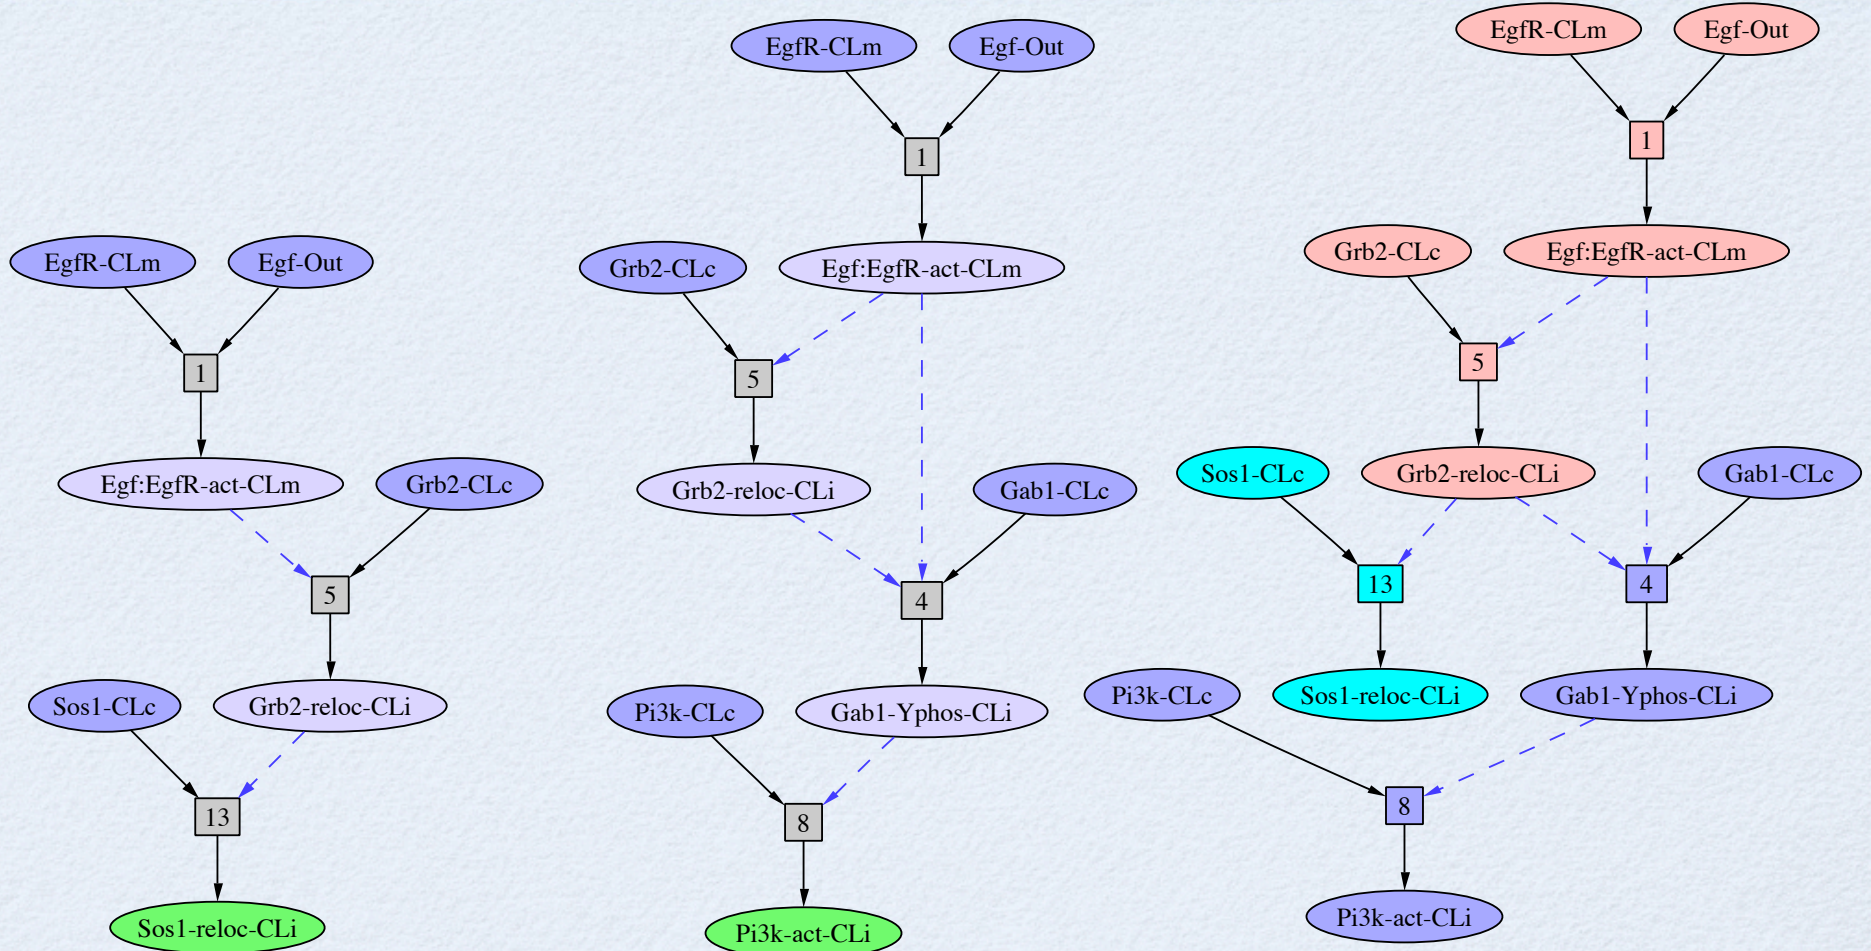 EgfR-CLm
Egf-Out
1
Egf:EgfR-act-CLm
Grb2-CLc
5
Sos1-CLc
Grb2-reloc-CLi
13
Sos1-reloc-CLi
EgfR-CLm
Egf-Out
1
Grb2-CLc
Egf:EgfR-act-CLm
5
Grb2-reloc-CLi
Gab1-CLc
4
Pi3k-CLc
Gab1-Yphos-CLi
8
Pi3k-act-CLi
EgfR-CLm
Egf-Out
1
Grb2-CLc
Egf:EgfR-act-CLm
5
Sos1-CLc
Grb2-reloc-CLi
Gab1-CLc
13
4
Pi3k-CLc
Sos1-reloc-CLi
Gab1-Yphos-CLi
8
Pi3k-act-CLi